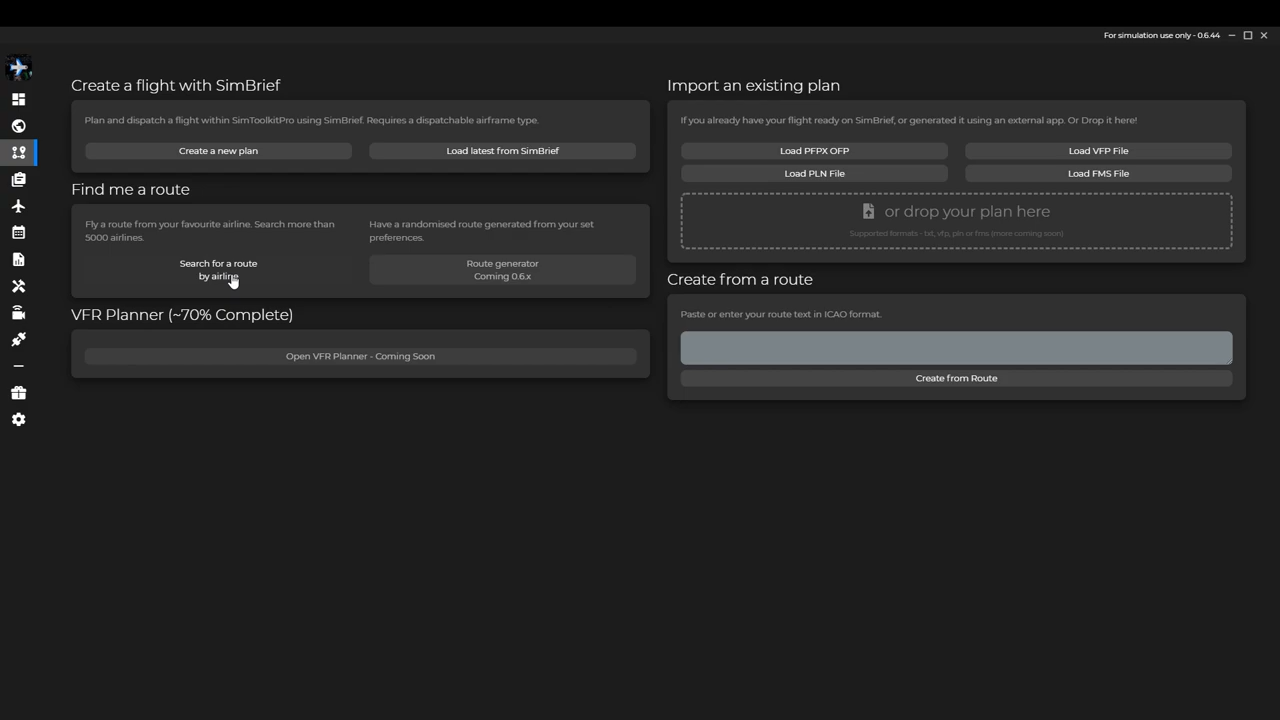 For simulation use only - 0.6.44
Create a flight with SimBrief
Plan and dispatch a flight within SimToolkitPro using SimBrief. Requires a dispatchable airframe type.
Create a new plan
Load latest from SimBrief
Find me a route
Fly a route from your favourite airline. Search more than
5000 airlines.
Search for a route
by airline
Have a randomised route generated from your set
preferences.
Route generator
Coming 0.6.x
VFR Planner (~70% Complete)
Open VFR Planner - Coming Soon
Import an existing plan
If you already have your flight ready on SimBrief, or generated it using an external app. Or Drop it here!
Load PFPX OFP
Load VFP File
Load PLN File
Load FMS File
or drop your plan here
Supported formats - txt, vfp, pln or fms (more coming soon)
Create from a route
Paste or enter your route text in ICAO format.
Create from Route